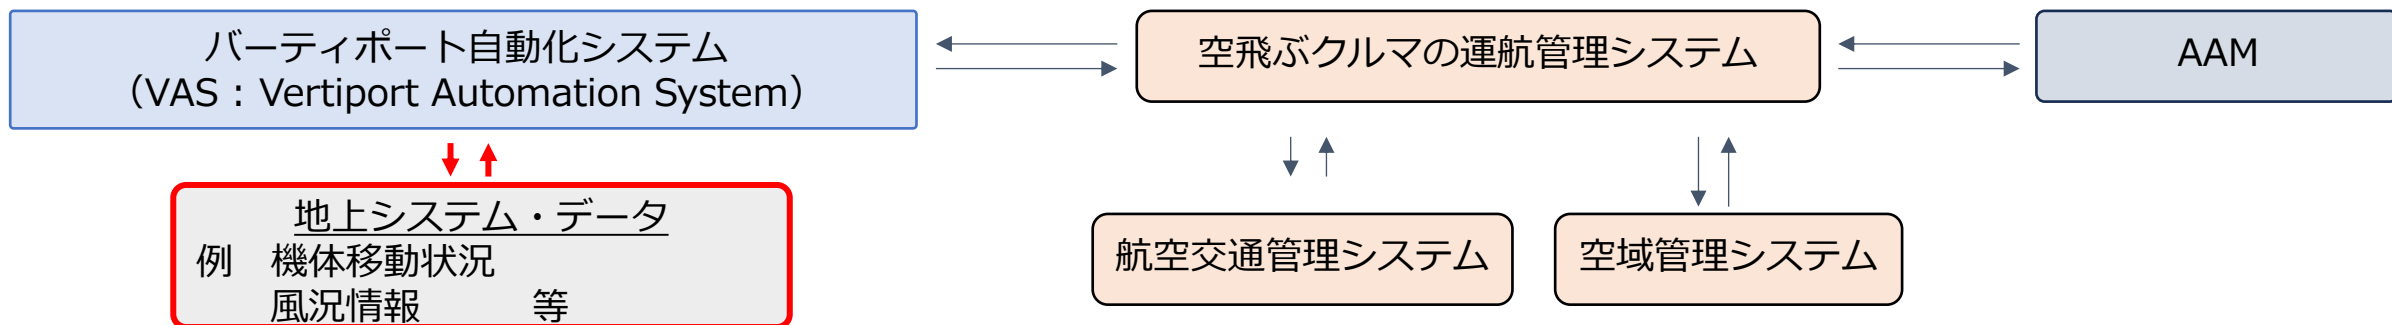 バーティポート自動化システム
（VAS：Vertiport Automation System）
空飛ぶクルマの運航管理システム
AAM
地上システム・データ
例　機体移動状況
風況情報　　　等
航空交通管理システム
空域管理システム